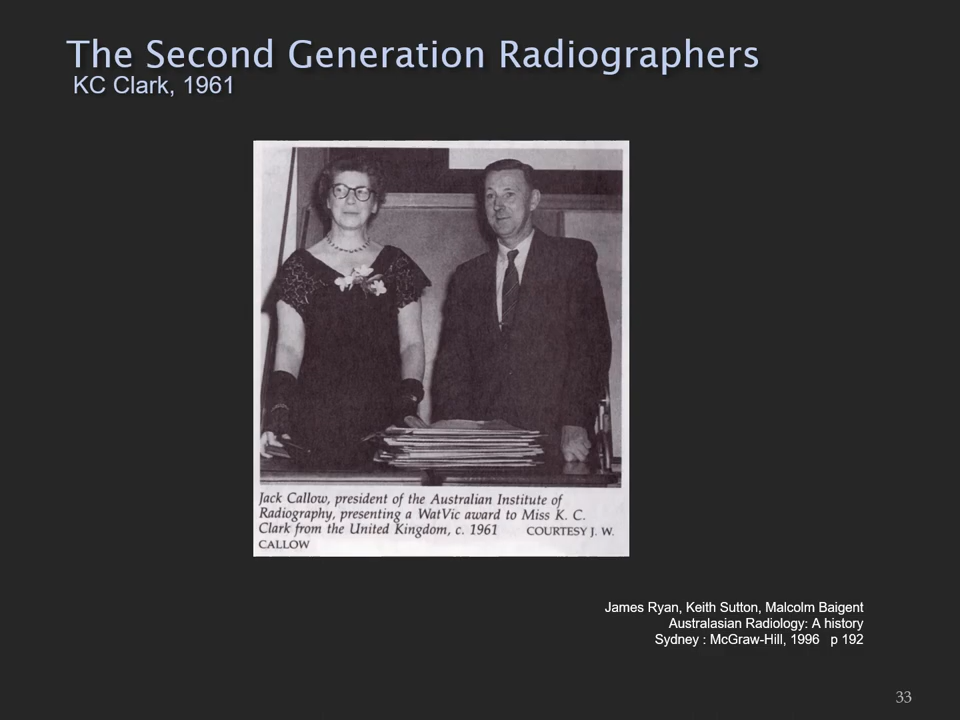 The Second Generation Radiographers
KC Clark, 1961
Jack Callow, president of the Australian Institute of
Radiography, presenting a WatVic award to Miss K. C.
Clark from the United Kingdom, c. 1961 COURTESY J. W.
CALLOW
James Ryan, Keith Sutton, Malcolm Baigent
Australasian Radiology: A history
Sydney : McGraw-Hill, 1996 p 192
33